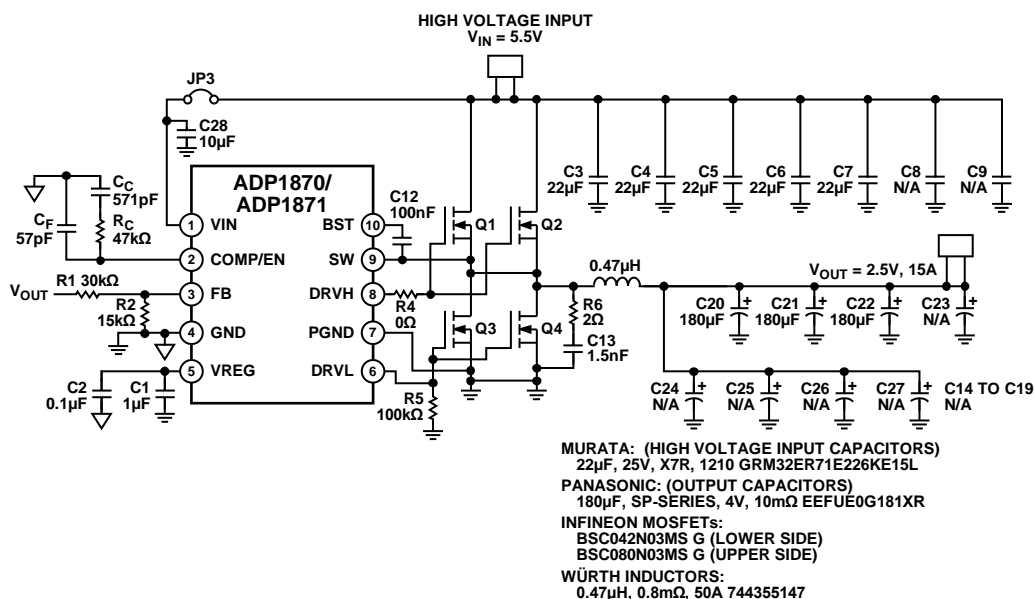 HIGH VOLTAGE INPUT
VIN = 5.5V
JP3
C28
10µF
C3
22µF
C4
22µF
C5
22µF
C6
22µF
C7
22µF
C8
N/A
C9
N/A
ADP1870/
ADP1871
CC
571pF
CF
57pF
RC
47kΩ
1
VIN
2
COMP/EN
3
FB
4
GND
5
VREG
BST
10
SW
9
DRVH
8
PGND
7
DRVL
6
C12
100nF
VOUT
R1 30kΩ
R2
15kΩ
C2
0.1µF
C1
1µF
R4
0Ω
R5
100kΩ
Q1
Q2
Q3
Q4
0.47µH
R6
2Ω
C13
1.5nF
VOUT = 2.5V, 15A
C20
180µF
+
C21
180µF
+
C22
180µF
+
C23
N/A
+
C24
N/A
+
C25
N/A
+
C26
N/A
+
C27
N/A
+
C14 TO C19
N/A
MURATA: (HIGH VOLTAGE INPUT CAPACITORS)
22µF, 25V, X7R, 1210 GRM32ER71E226KE15L
PANASONIC: (OUTPUT CAPACITORS)
180µF, SP-SERIES, 4V, 10mΩ EEFUE0G181XR
INFINEON MOSFETs:
BSC042N03MS G (LOWER SIDE)
BSC080N03MS G (UPPER SIDE)
WÜRTH INDUCTORS:
0.47µH, 0.8mΩ, 50A 744355147